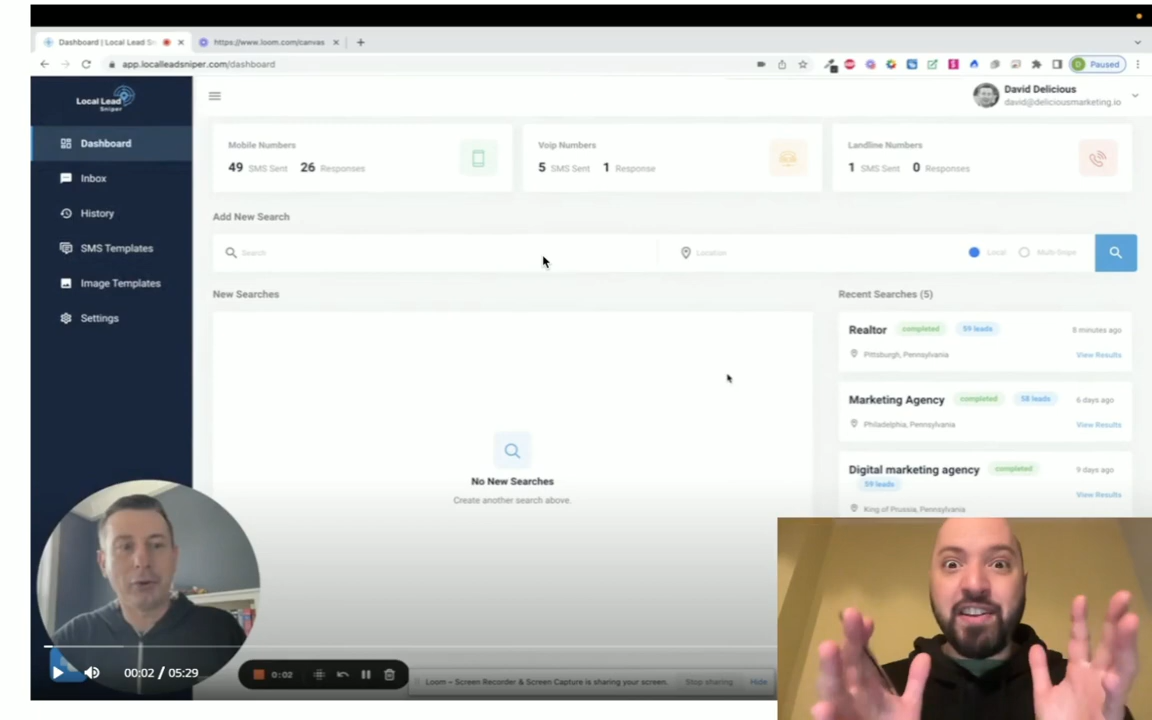 Dashboard | Local Lead Sn
https://www.loom.com/canvas
app.localleadsniper.com/dashboard
Paused
Local Lead
Sniper
David Delicious
david@deliciousmarketing.io
Dashboard
Inbox
History
SMS Templates
Image Templates
Settings
Mobile Numbers
49 SMS Sent 26 Responses
Voip Numbers
5 SMS Sent 1 Response
Landline Numbers
1 SMS Sent 0 Responses
Add New Search
Search
Location
Local
Multi-Scope
New Searches
No New Searches
Create another search above.
Recent Searches (5)
Realtor completed 59 leads 8 minutes ago
Pittsburgh, Pennsylvania View Results
Marketing Agency completed 58 leads 6 days ago
Philadelphia, Pennsylvania View Results
Digital marketing agency completed 9 days ago
59 leads
View Results
King of Prussia, Pennsylvania
00:02 / 05:29
0:02
Loom – Screen Recorder & Screen Capture is sharing your screen.
Stop sharing
Hide